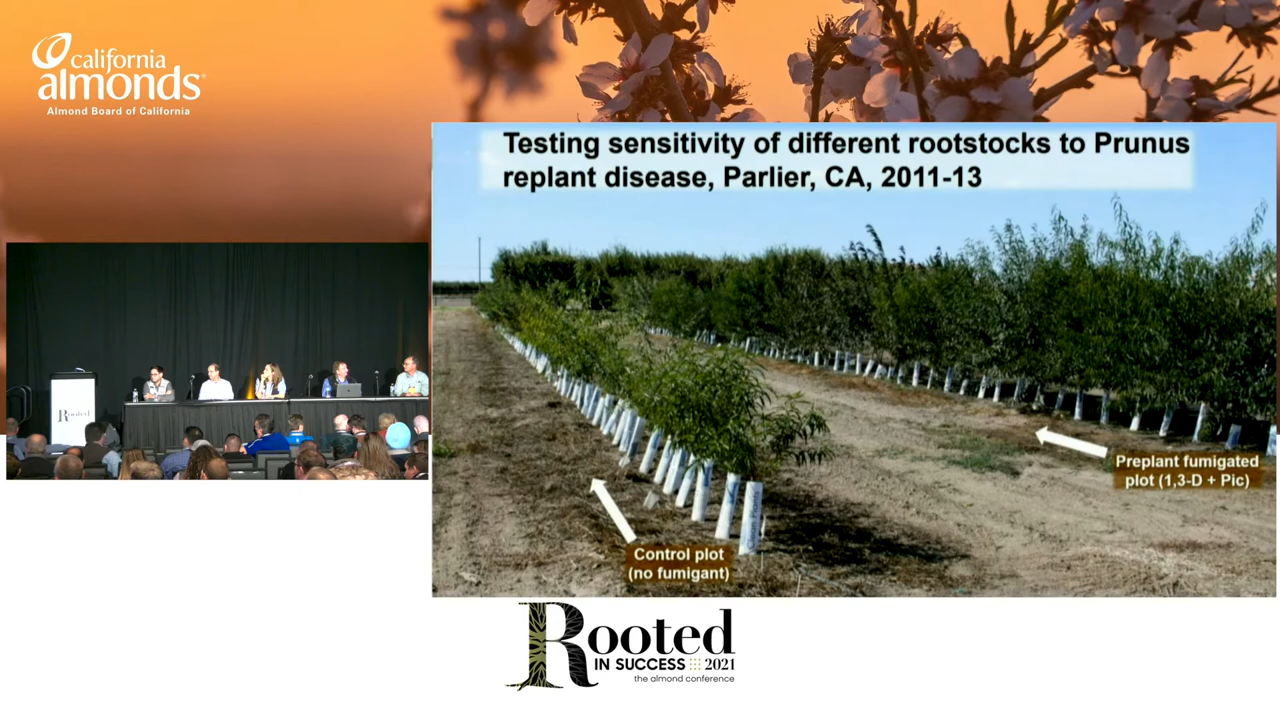 california
almonds
Almond Board of California
Testing sensitivity of different rootstocks to Prunus
replant disease, Parlier, CA, 2011-13
Preplant fumigated
plot (1,3-D + Pic)
Control plot
(no fumigant)
Rooted
Rooted
IN SUCCESS 2021
the almond conference